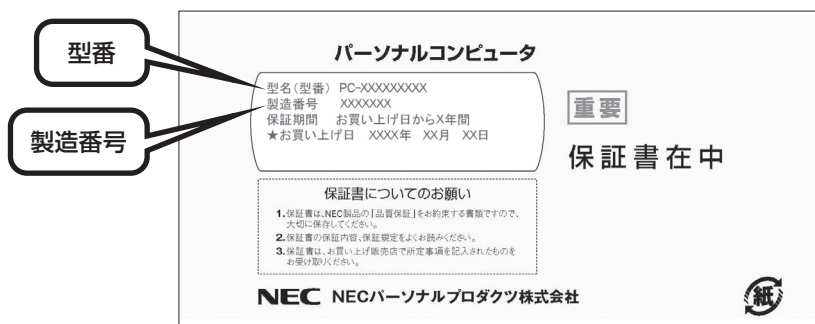 型番
製造番号
パーソナルコンピュータ
型名(型番) PC-XXXXXXXXX
製造番号 XXXXXXX
保証期間 お買い上げ日からX年間
★お買い上げ日 XXXX年 XX月 XX日
重要
保証書在中
保証書についてのお願い
1.保証書は、NEC製品の「品質保証」をお約束する書類ですので、
大切に保存してください。
2.保証書の保証内容、保証規定をよくお読みください。
3.保証書は、お買い上げ販売店で所定事項を記入されたものを
お受け取りください。
NEC NECパーソナルプロダクツ株式会社
紙